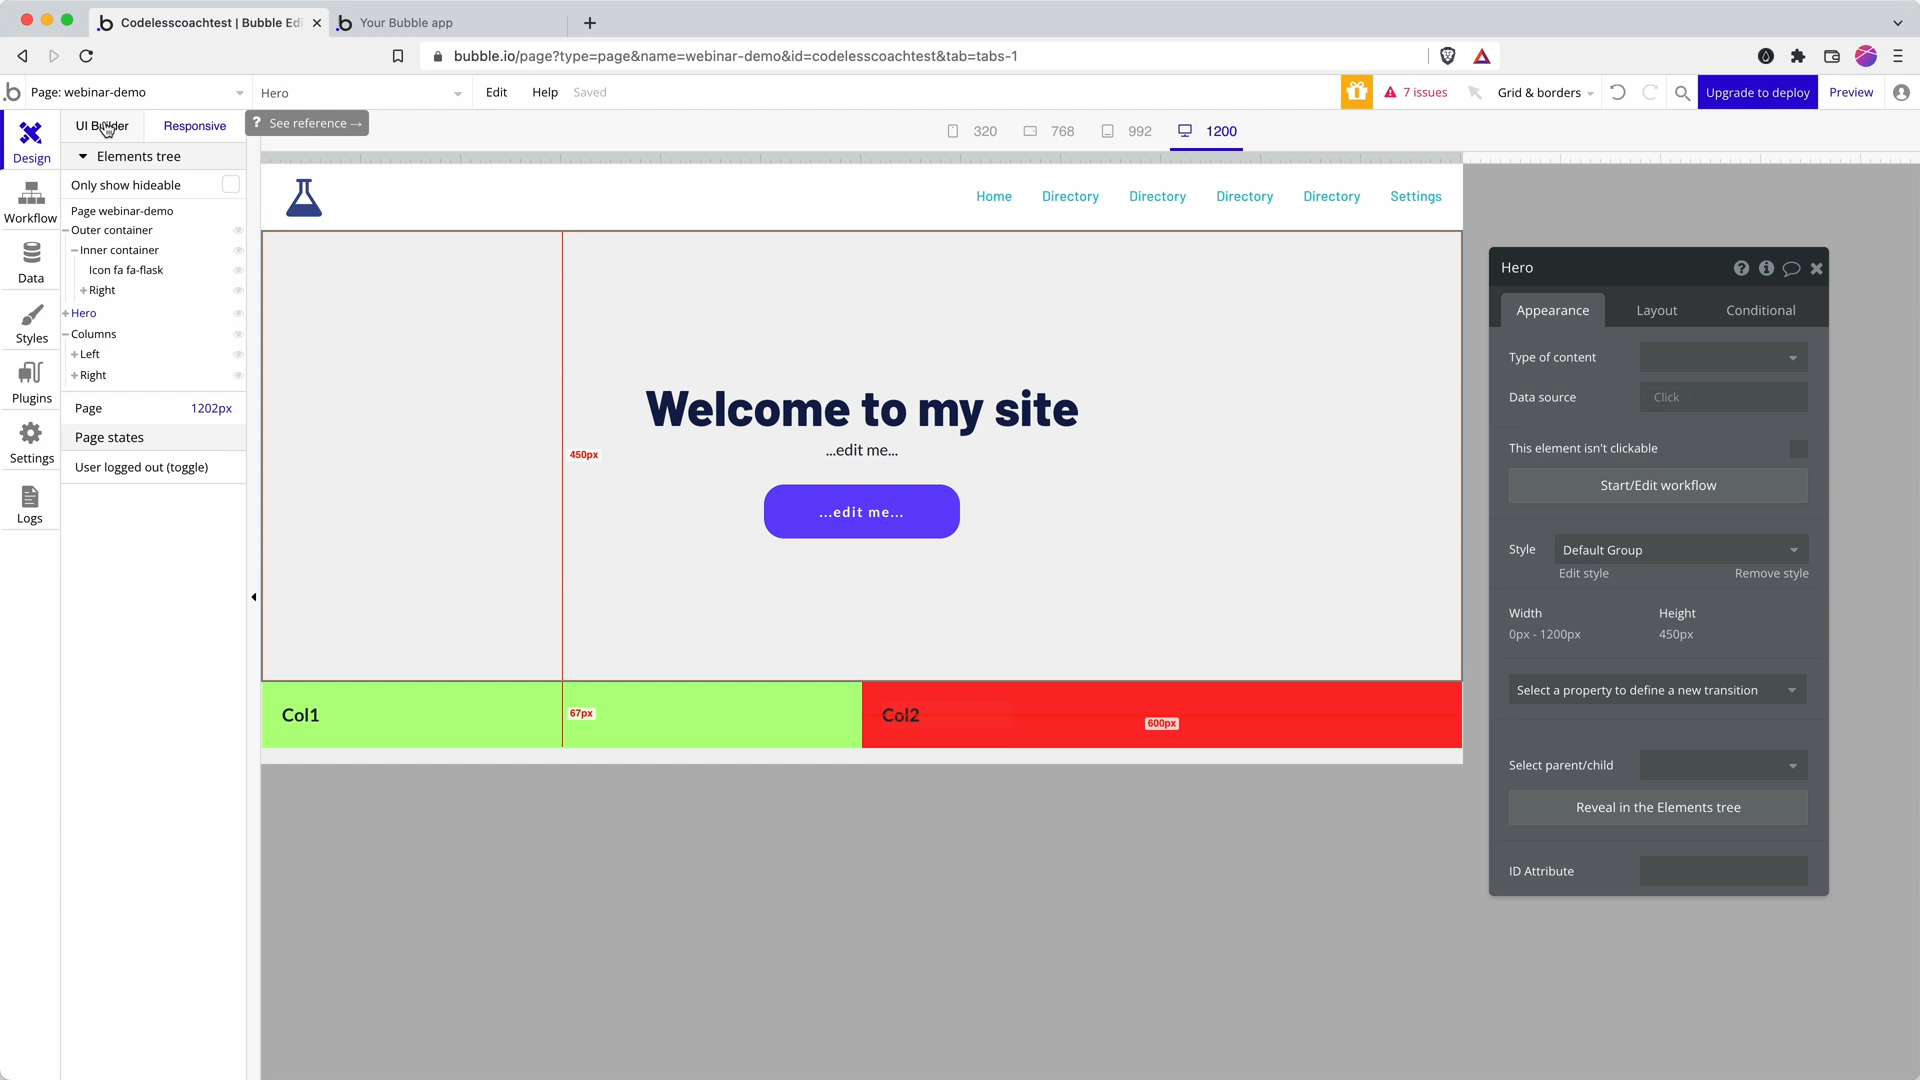 Codelesscoachtest | Bubble Edi
Your Bubble app
bubble.io/page?type=page&name=webinar-demo&id=codelesscoachtest&tab=tabs-1
Page: webinar-demo
Hero
Edit
Help
Saved
7 issues
Grid & borders
Upgrade to deploy
Preview
UI Builder
Responsive
? See reference →
320
768
992
1200
Design
Workflow
Data
Styles
Plugins
Settings
Logs
Elements tree
Only show hideable
Page webinar-demo
Outer container
Inner container
Icon fa fa-flask
Right
Hero
Columns
Left
Right
Page
1202px
Page states
User logged out (toggle)
Home
Directory
Directory
Directory
Directory
Settings
Welcome to my site
...edit me...
450px
...edit me...
Col1
67px
Col2
600px
Hero
Appearance
Layout
Conditional
Type of content
Data source
Click
This element isn't clickable
Start/Edit workflow
Style
Default Group
Edit style
Remove style
Width
Height
0px - 1200px
450px
Select a property to define a new transition
Select parent/child
Reveal in the Elements tree
ID Attribute